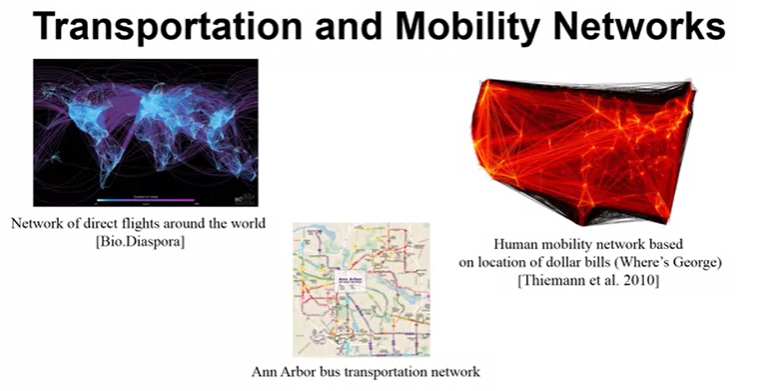 Transportation and Mobility Networks
Network of direct flights around the world
[Bio.Diaspora]
Human mobility network based
on location of dollar bills (Where's George)
[Thiemann et al. 2010]
Ann Arbor bus transportation network